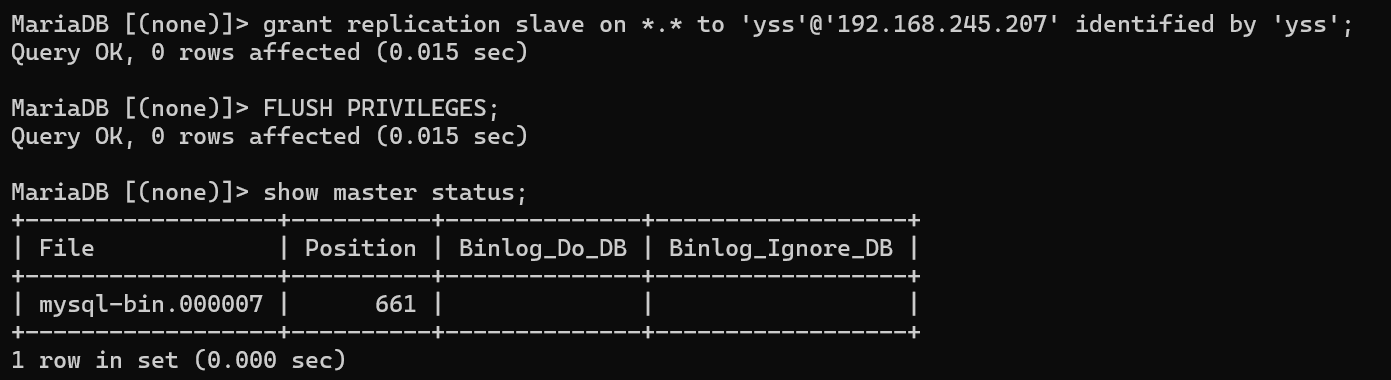 MariaDB [(none)]> grant replication slave on *.* to 'yss'@'192.168.245.207' identified by 'yss';
Query OK, 0 rows affected (0.015 sec)
MariaDB [(none)]> FLUSH PRIVILEGES;
Query OK, 0 rows affected (0.015 sec)
MariaDB [(none)]> show master status;
+------------------+----------+--------------+------------------+
| File             | Position | Binlog_Do_DB | Binlog_Ignore_DB |
+------------------+----------+--------------+------------------+
| mysql-bin.000007 |      661 |              |                  |
+------------------+----------+--------------+------------------+
1 row in set (0.000 sec)